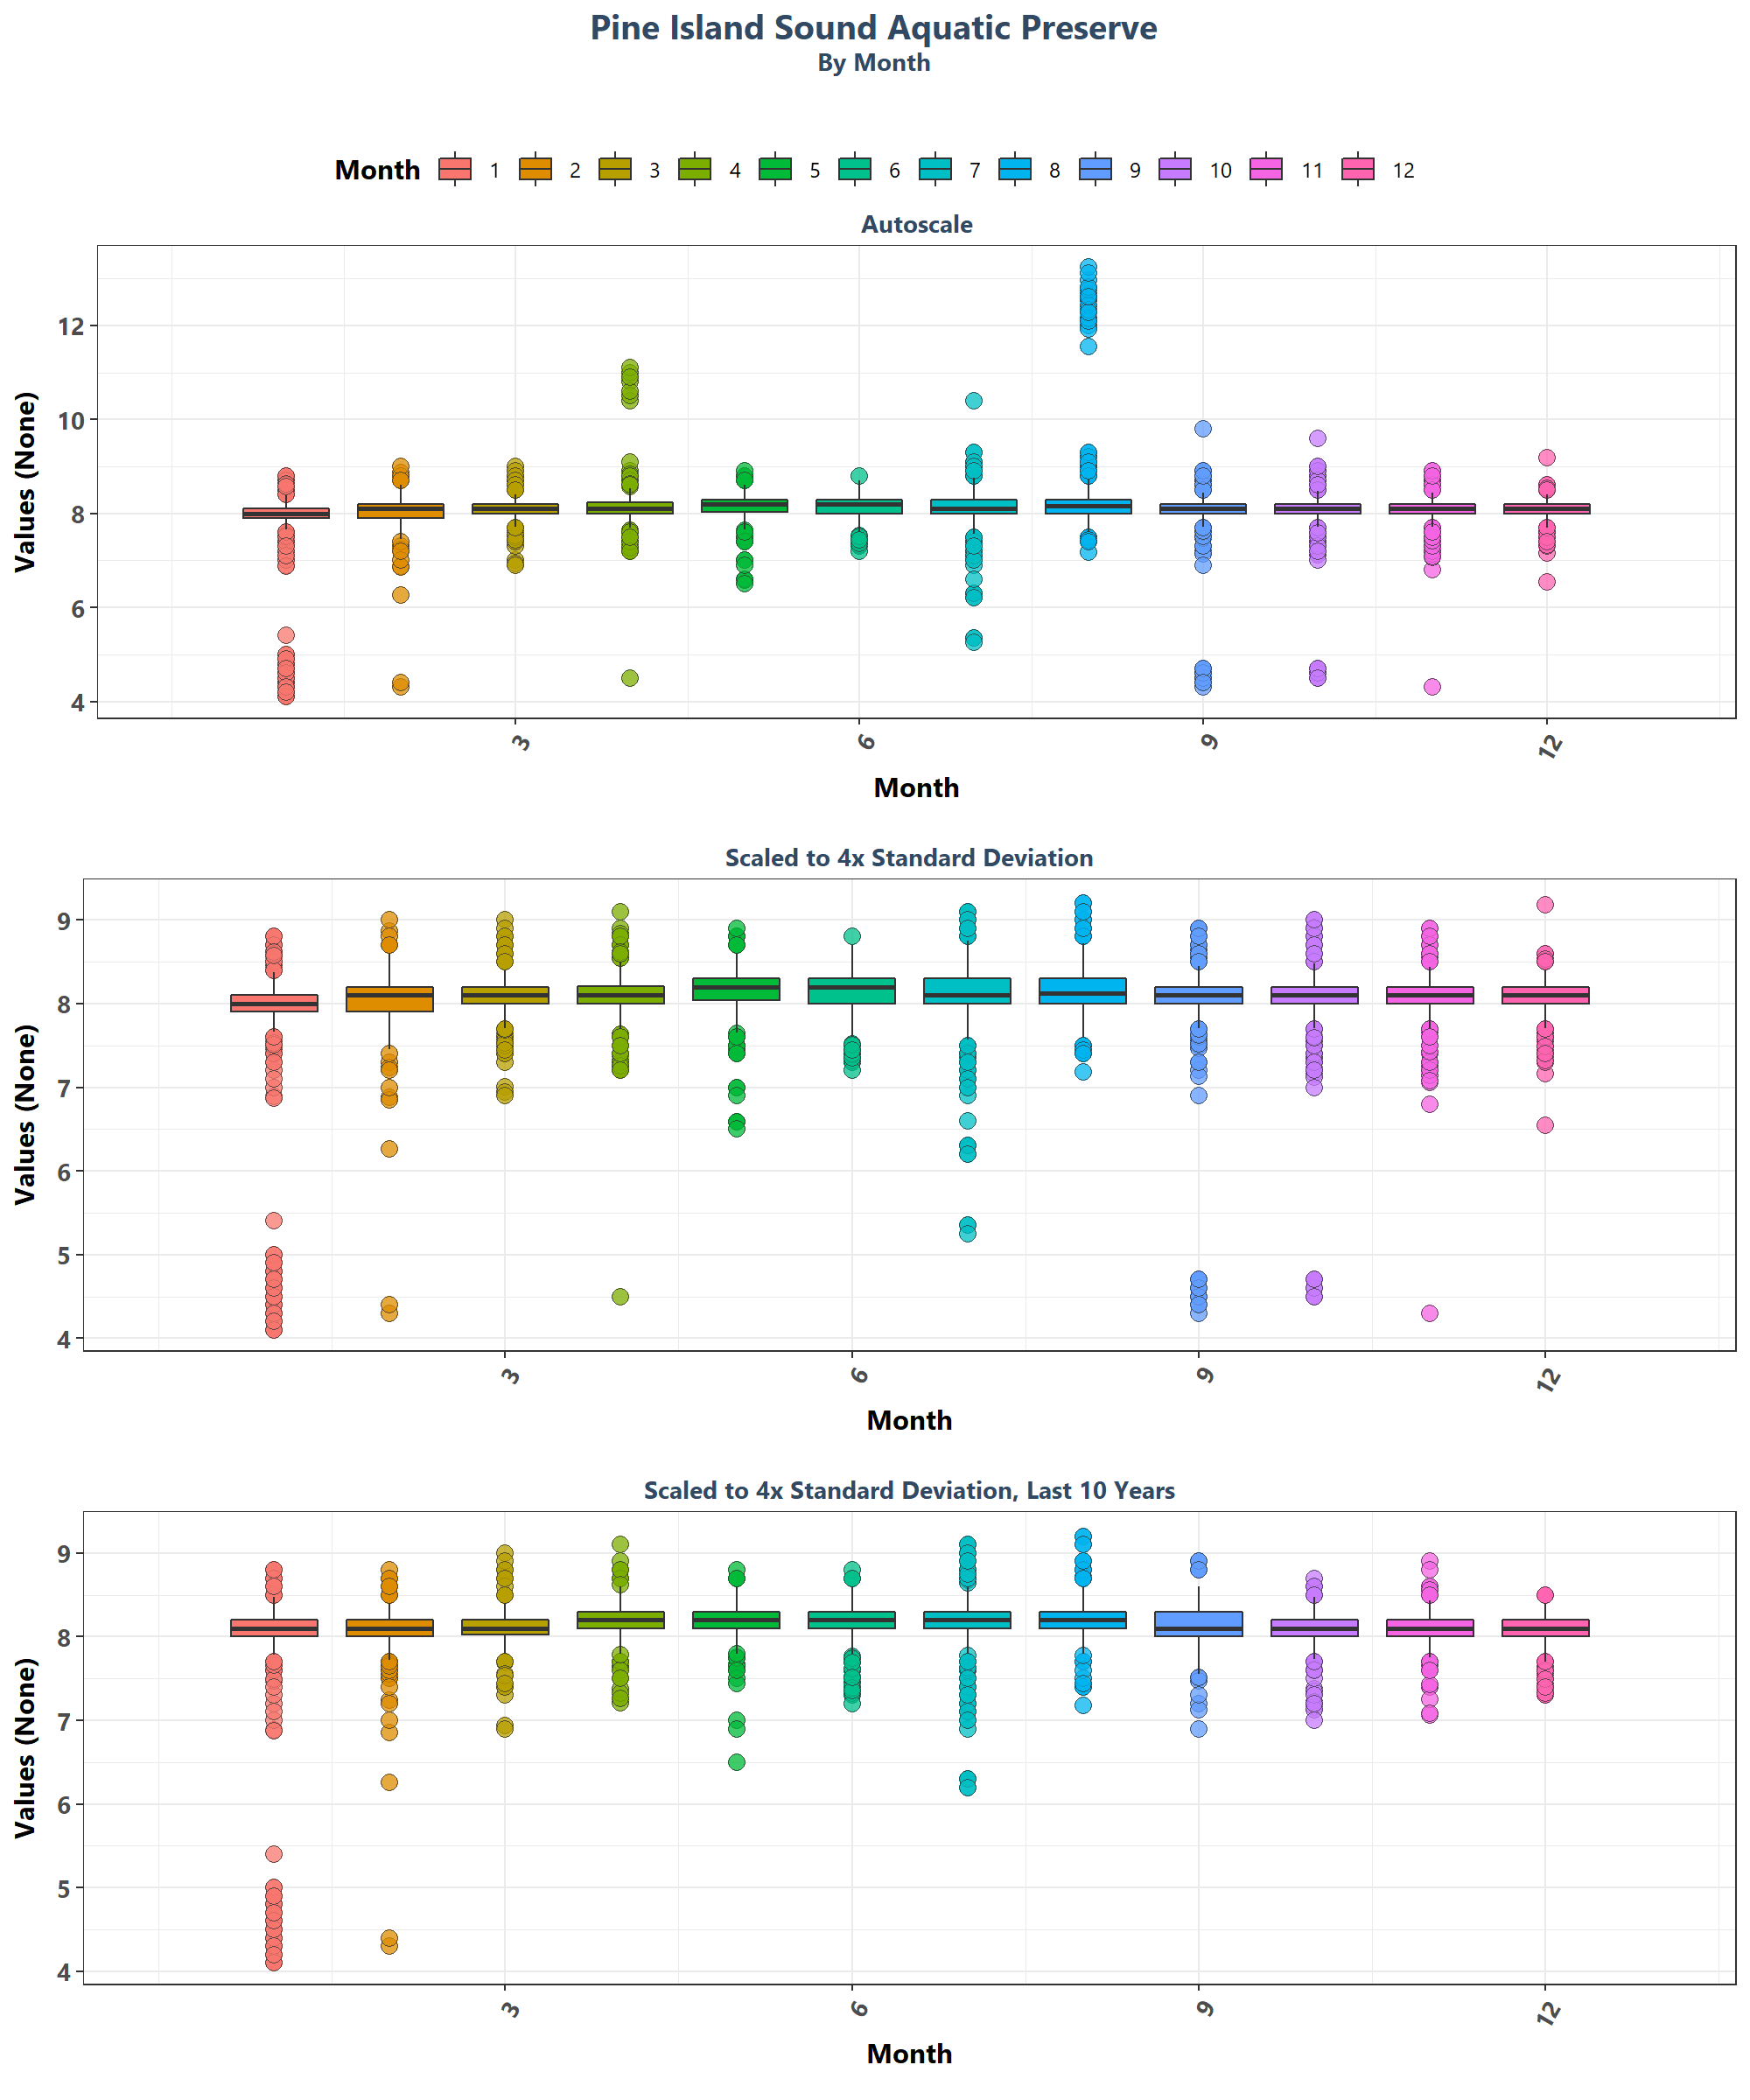 Pine Island Sound Aquatic Preserve
By Month
Month 1 2 3 4 5 6 7 8 9 10 11 12
Autoscale
Values (None)
12
10
8
6
4
3 6 9 12
Month
Scaled to 4x Standard Deviation
Values (None)
9
8
7
6
5
4
3 6 9 12
Month
Scaled to 4x Standard Deviation, Last 10 Years
Values (None)
9
8
7
6
5
4
3 6 9 12
Month